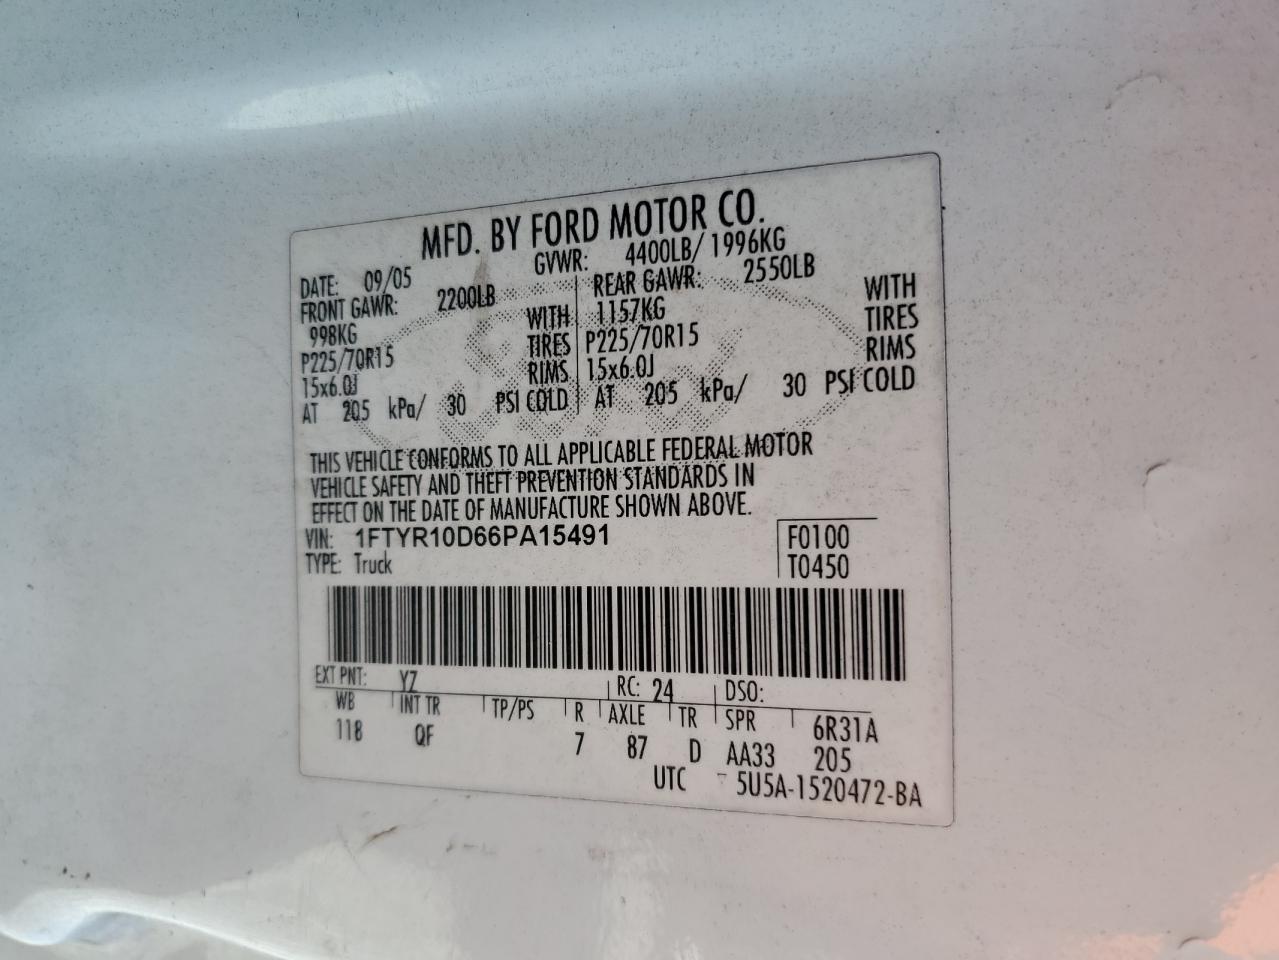 MFD. BY FORD MOTOR CO.
DATE: 09/05 GVWR: 4400LB/ 1996KG
FRONT GAWR: 2200LB REAR GAWR: 2550LB
998KG WITH 1157KG WITH
P225/70R15 TIRES P225/70R15 TIRES
15x6.0J RIMS 15x6.0J RIMS
AT 205 kPa/ 30 PSI COLD AT 205 kPa/ 30 PSI COLD
THIS VEHICLE CONFORMS TO ALL APPLICABLE FEDERAL MOTOR
VEHICLE SAFETY AND THEFT PREVENTION STANDARDS IN
EFFECT ON THE DATE OF MANUFACTURE SHOWN ABOVE.
VIN: 1FTYR10D66PA15491 F0100
TYPE: Truck T0450
EXT PNT: YZ RC: 24 DSO:
WB INT TR TP/PS R AXLE TR SPR 6R31A
118 QF 7 87 D AA33 205
UTC 5U5A-1520472-BA